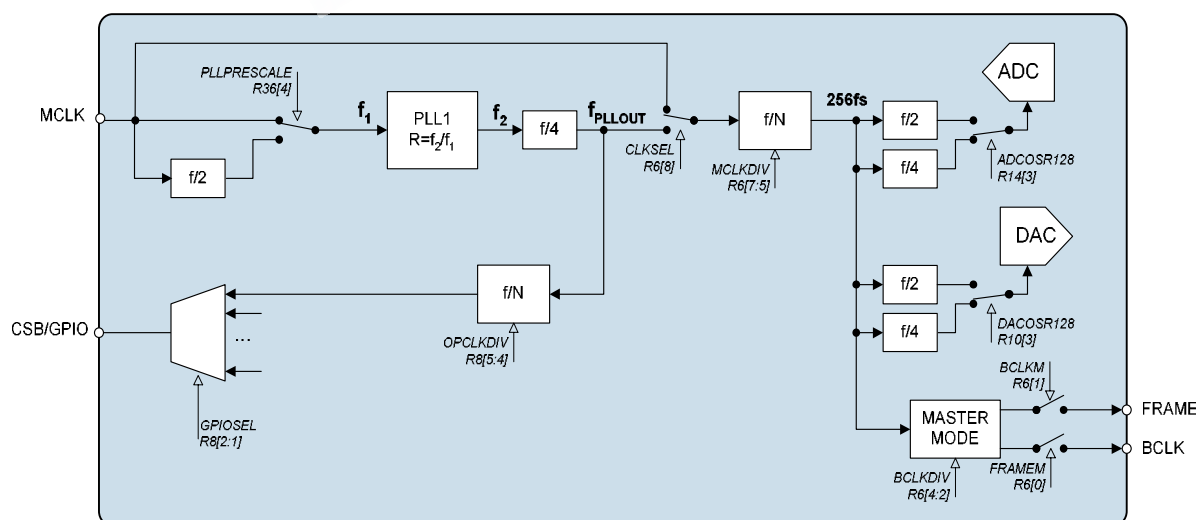 PLLPRESCALE
R36[4]
MCLK
f/2
f1
PLL1
R=f2/f1
f2
f/4
fPLLOUT
CLKSEL
R6[8]
f/N
MCLKDIV
R6[7:5]
256fs
f/2
f/4
ADC
ADCOSR128
R14[3]
DAC
f/2
f/4
DACOSR128
R10[3]
CSB/GPIO
...
GPIOSEL
R8[2:1]
f/N
OPCLKDIV
R8[5:4]
BCLKM
R6[1]
MASTER
MODE
FRAME
BCLK
BCLKDIV
R6[4:2]
FRAMEM
R6[0]